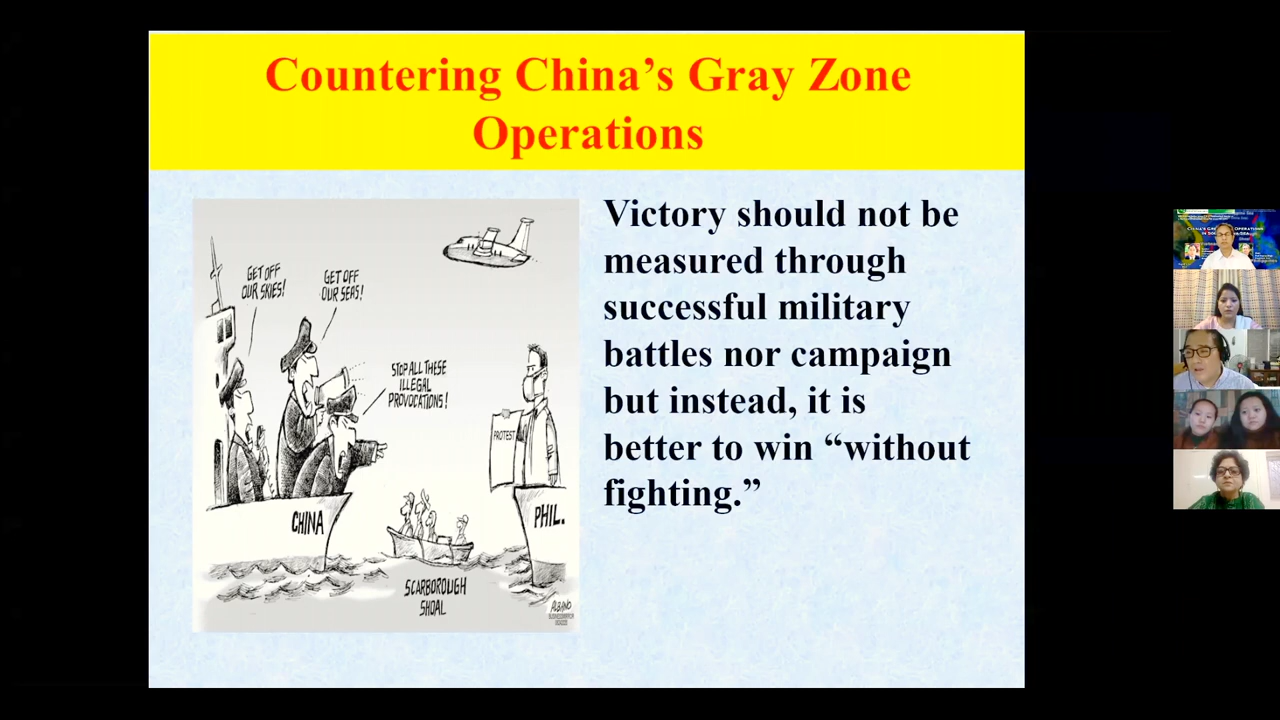 Countering China's Gray Zone
Operations
GET OFF
OUR SKIES!
GET OFF
OUR SEAS!
STOP ALL THESE
ILLEGAL
PROVOCATIONS!
PROTEST
CHINA
PHIL.
SCARBOROUGH
SHOAL
ALBANO
Victory should not be
measured through
successful military
battles nor campaign
but instead, it is
better to win “without
fighting.”